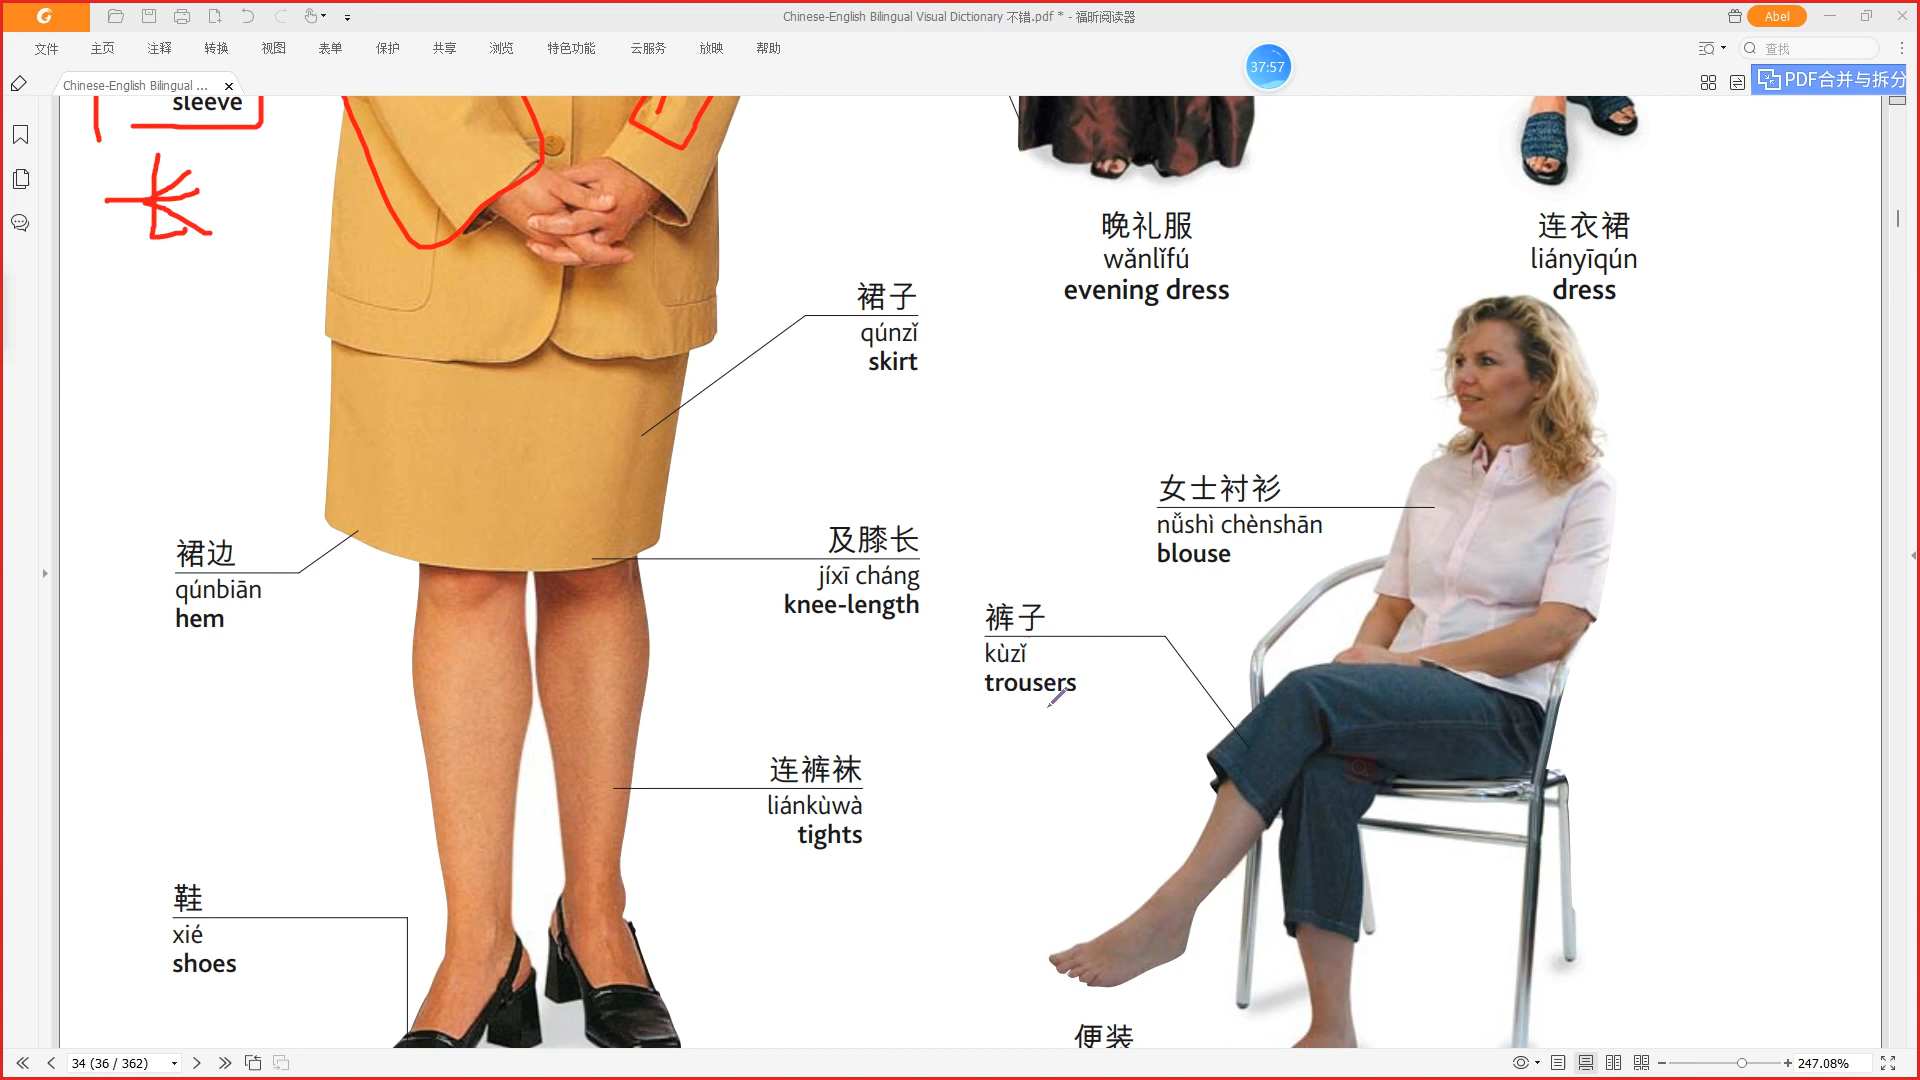 Chinese-English Bilingual Visual Dictionary 不错.pdf * - 福昕阅读器
Abel
文件 主页 注释 转换 视图 表单 保护 共享 浏览 特色功能 云服务 放映 帮助
查找
37:57
Chinese-English Bilingual ...
PDF合并与拆分
sleeve
长
晚礼服
wǎnlǐfú
evening dress
连衣裙
liányīqún
dress
裙子
qúnzǐ
skirt
女士衬衫
nǚshì chènshān
blouse
裙边
qúnbiān
hem
及膝长
jíxī cháng
knee-length
裤子
kùzǐ
trousers
连裤袜
liánkùwà
tights
鞋
xié
shoes
便装
34 (36 / 362)
247.08%